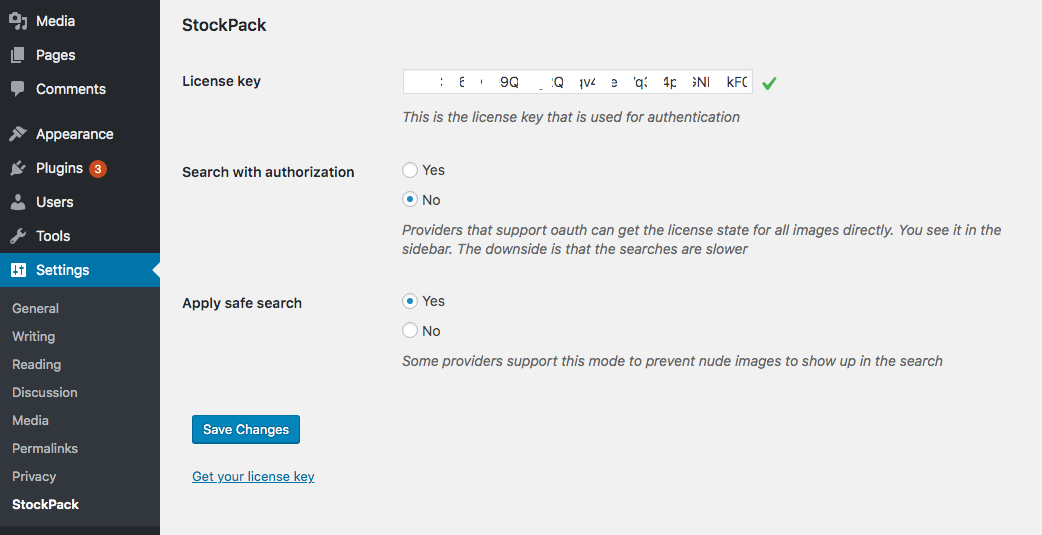 Media
Pages
Comments
Appearance
Plugins 3
Users
Tools
Settings
General
Writing
Reading
Discussion
Media
Permalinks
Privacy
StockPack
StockPack
License key
This is the license key that is used for authentication
Search with authorization
Yes
No
Providers that support oauth can get the license state for all images directly. You see it in the
sidebar. The downside is that the searches are slower
Apply safe search
Yes
No
Some providers support this mode to prevent nude images to show up in the search
Save Changes
Get your license key